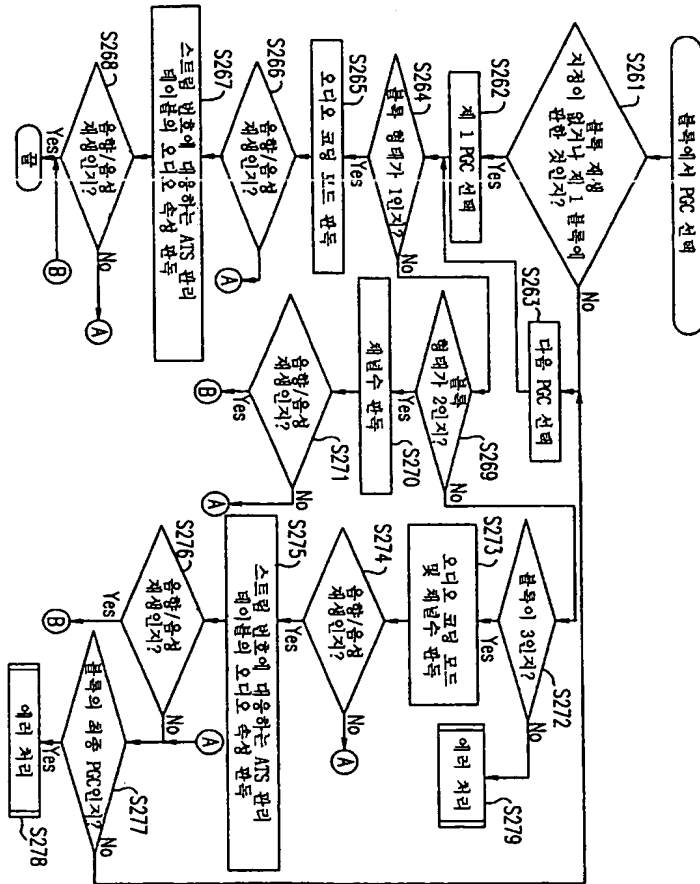 블록에서 PGC 선택
S261
블록 재생
지정이 없거나 제 1 블록에
관한 것인지?
Yes
No
S262
제 1 PGC 선택
S263
다음 PGC 선택
S264
블록 형태가 1인지?
Yes
No
S265
오디오 코딩 모드 판독
S266
음향/음성
재생인지?
A
S267
스트림 번호에 대응하는 ATS 관리
테이블의 오디오 속성 판독
S268
음향/음성
재생인지?
Yes
No
B
A
끝
S269
블록
형태가 2인지?
Yes
No
S270
채널수 판독
S271
음향/음성
재생인지?
Yes
No
B
A
S272
블록이 3인지?
Yes
No
S273
오디오 코딩 모드
및 채널수 판독
S279
에러 처리
S274
음향/음성
재생인지?
Yes
No
A
S275
스트림 번호에 대응하는 ATS 관리
테이블의 오디오 속성 판독
S276
음향/음성
재생인지?
Yes
No
B
A
S277
블록의 최종 PGC인지?
Yes
No
S278
에러 처리